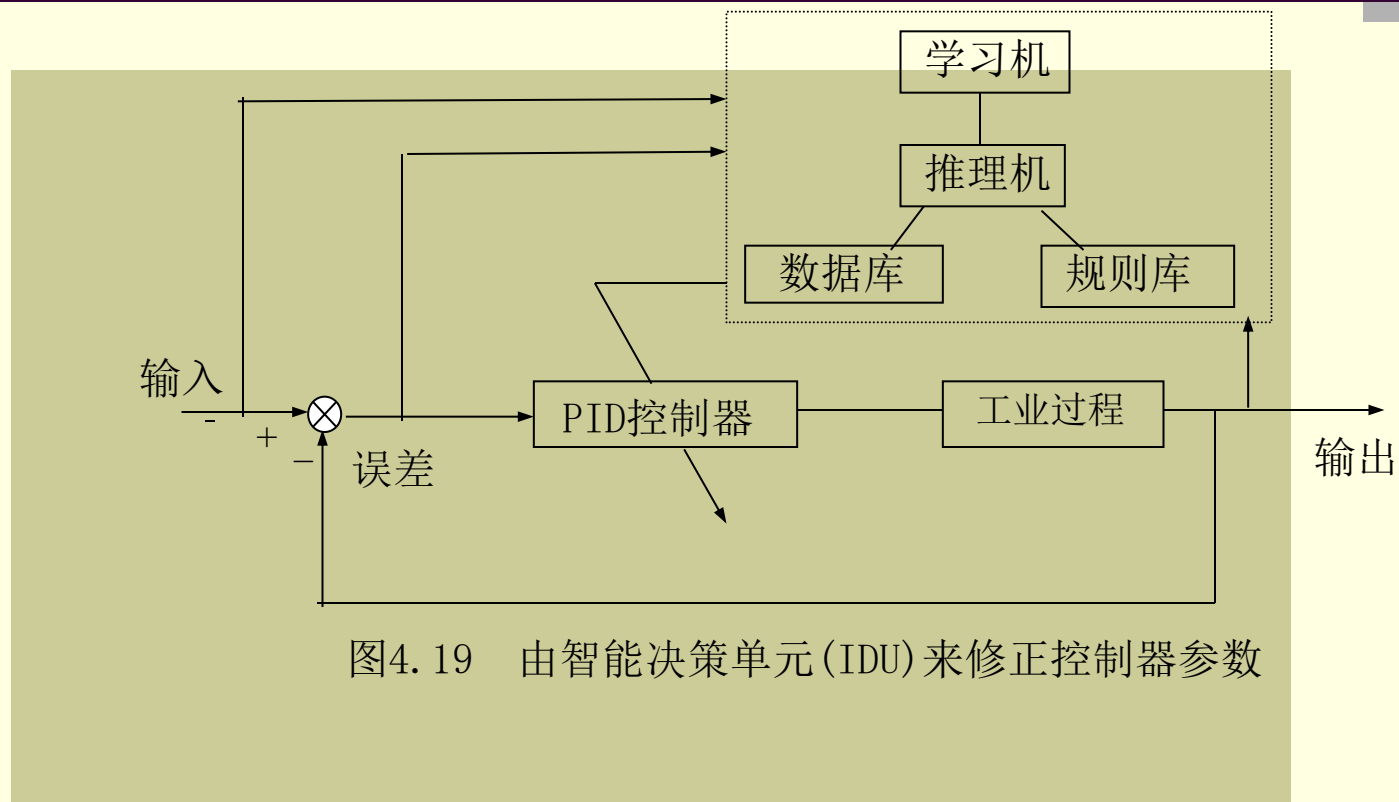 学习机
推理机
数据库
规则库
输入
-
+
−
误差
PID控制器
工业过程
输出
图4.19 由智能决策单元(IDU)来修正控制器参数